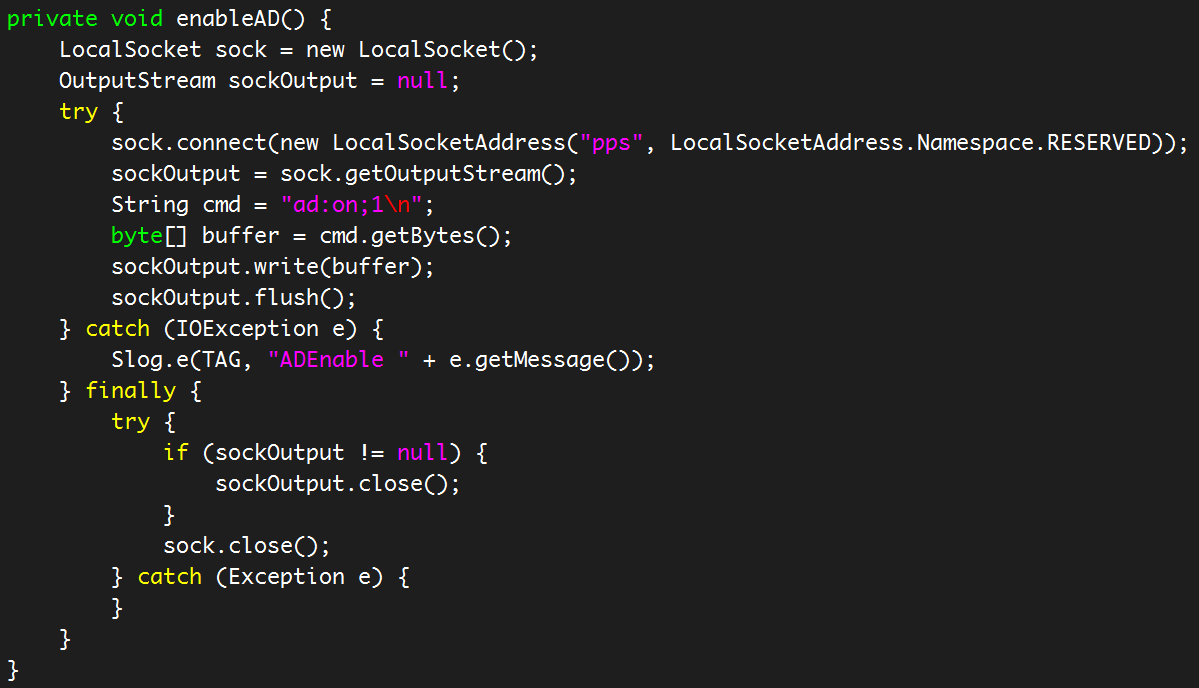 private void enableAD() {
    LocalSocket sock = new LocalSocket();
    OutputStream sockOutput = null;
    try {
        sock.connect(new LocalSocketAddress("pps", LocalSocketAddress.Namespace.RESERVED));
        sockOutput = sock.getOutputStream();
        String cmd = "ad:on;1\n";
        byte[] buffer = cmd.getBytes();
        sockOutput.write(buffer);
        sockOutput.flush();
    } catch (IOException e) {
        Slog.e(TAG, "ADEnable " + e.getMessage());
    } finally {
        try {
            if (sockOutput != null) {
                sockOutput.close();
            }
            sock.close();
        } catch (Exception e) {
        }
    }
}